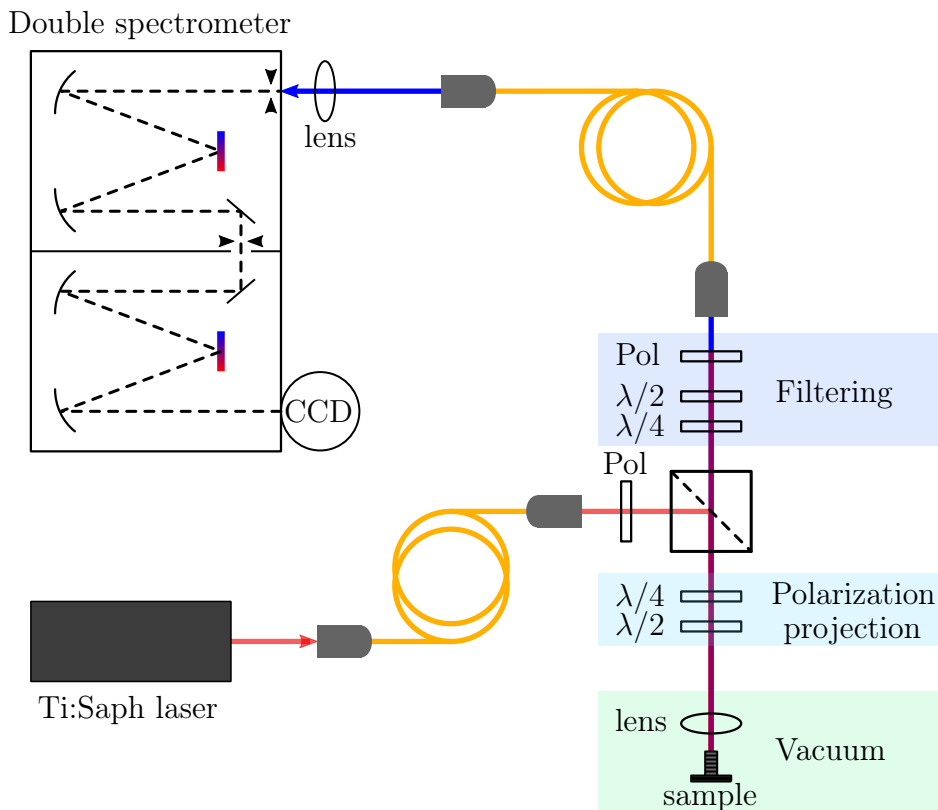 Double spectrometer
lens
Pol
λ/2
λ/4
Filtering
CCD
Pol
λ/4
λ/2
Polarization
projection
Ti:Saph laser
lens
Vacuum
sample